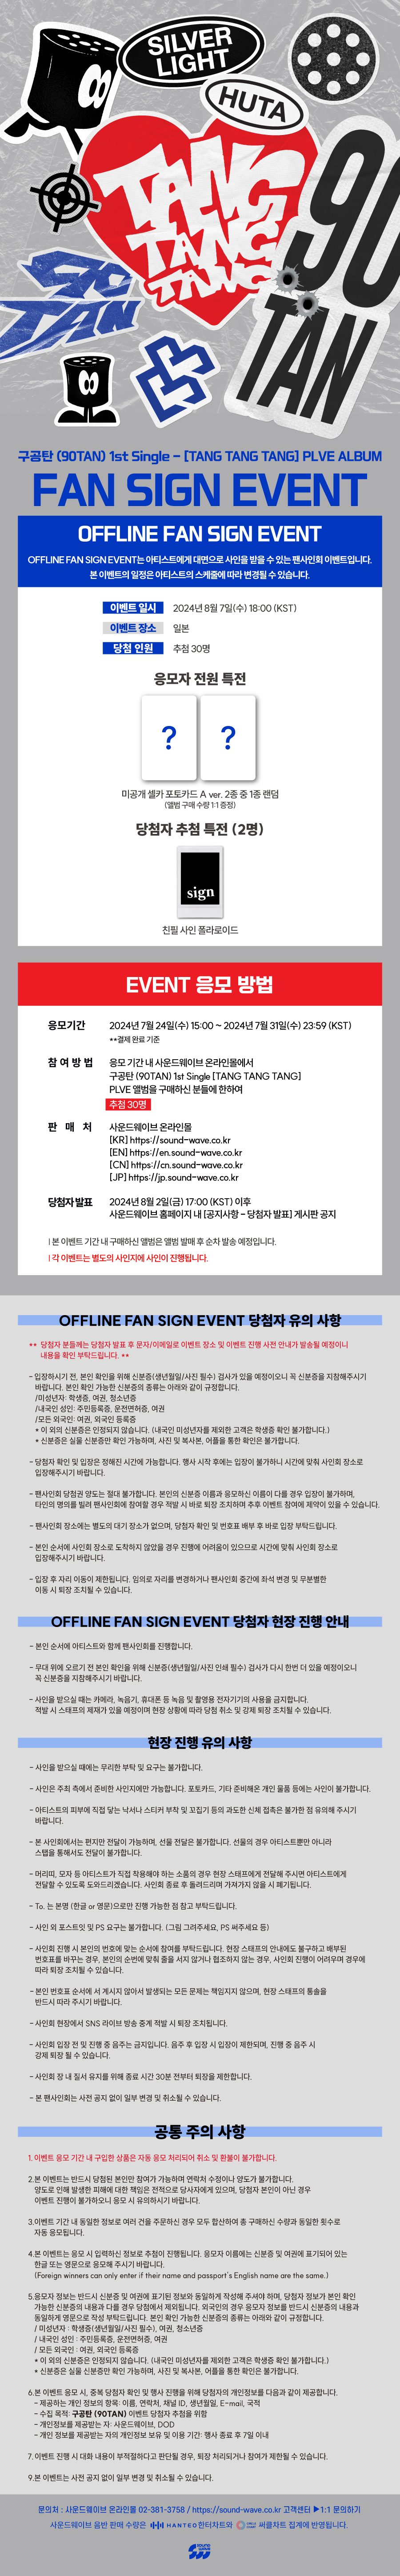 SILVER
LIGHT
HUTA
TANG
TANG
TANG
90
TAN
90
TAN
구공탄 (90TAN) 1st Single - [TANG TANG TANG] PLVE ALBUM
FAN SIGN EVENT
OFFLINE FAN SIGN EVENT
OFFLINE FAN SIGN EVENT는 아티스트에게 대면으로 사인을 받을 수 있는 팬사인회 이벤트입니다.
본 이벤트의 일정은 아티스트의 스케줄에 따라 변경될 수 있습니다.
이벤트 일시 2024년 8월 7일(수) 18:00 (KST)
이벤트 장소 일본
당첨 인원 추첨 30명
응모자 전원 특전
? ?
미공개 셀카 포토카드 A ver. 2종 중 1종 랜덤
(앨범 구매 수량 1:1 증정)
당첨자 추첨 특전 (2명)
sign
친필 사인 폴라로이드
EVENT 응모 방법
응모기간 2024년 7월 24일(수) 15:00 ~ 2024년 7월 31일(수) 23:59 (KST)
**결제 완료 기준
참 여 방 법 응모 기간 내 사운드웨이브 온라인몰에서
구공탄 (90TAN) 1st Single [TANG TANG TANG]
PLVE 앨범을 구매하신 분들에 한하여
추첨 30명
판 매 처 사운드웨이브 온라인몰
[KR] https://sound-wave.co.kr
[EN] https://en.sound-wave.co.kr
[CN] https://cn.sound-wave.co.kr
[JP] https://jp.sound-wave.co.kr
당첨자 발표 2024년 8월 2일(금) 17:00 (KST) 이후
사운드웨이브 홈페이지 내 [공지사항 - 당첨자 발표] 게시판 공지
| 본 이벤트 기간 내 구매하신 앨범은 앨범 발매 후 순차 발송 예정입니다.
| 각 이벤트는 별도의 사인지에 사인이 진행됩니다.
OFFLINE FAN SIGN EVENT 당첨자 유의 사항
** 당첨자 분들께는 당첨자 발표 후 문자/이메일로 이벤트 장소 및 이벤트 진행 사전 안내가 발송될 예정이니
내용을 확인 부탁드립니다. **
- 입장하시기 전, 본인 확인을 위해 신분증(생년월일/사진 필수) 검사가 있을 예정이오니 꼭 신분증을 지참해주시기
바랍니다. 본인 확인 가능한 신분증의 종류는 아래와 같이 규정합니다.
/미성년자: 학생증, 여권, 청소년증
/내국인 성인: 주민등록증, 운전면허증, 여권
/모든 외국인: 여권, 외국인 등록증
* 이 외의 신분증은 인정되지 않습니다. (내국인 미성년자를 제외한 고객은 학생증 확인 불가합니다.)
* 신분증은 실물 신분증만 확인 가능하며, 사진 및 복사본, 어플을 통한 확인은 불가합니다.
- 당첨자 확인 및 입장은 정해진 시간에 가능합니다. 행사 시작 후에는 입장이 불가하니 시간에 맞춰 사인회 장소로
입장해주시기 바랍니다.
- 팬사인회 당첨권 양도는 절대 불가합니다. 본인의 신분증 이름과 응모하신 이름이 다를 경우 입장이 불가하며,
타인의 명의를 빌려 팬사인회에 참여할 경우 적발 시 바로 퇴장 조치하며 추후 이벤트 참여에 제약이 있을 수 있습니다.
- 팬사인회 장소에는 별도의 대기 장소가 없으며, 당첨자 확인 및 번호표 배부 후 바로 입장 부탁드립니다.
- 본인 순서에 사인회 장소로 도착하지 않았을 경우 진행에 어려움이 있으므로 시간에 맞춰 사인회 장소로
입장해주시기 바랍니다.
- 입장 후 자리 이동이 제한됩니다. 임의로 자리를 변경하거나 팬사인회 중간에 좌석 변경 및 무분별한
이동 시 퇴장 조치될 수 있습니다.
OFFLINE FAN SIGN EVENT 당첨자 현장 진행 안내
- 본인 순서에 아티스트와 함께 팬사인회를 진행합니다.
- 무대 위에 오르기 전 본인 확인을 위해 신분증(생년월일/사진 인쇄 필수) 검사가 다시 한번 더 있을 예정이오니
꼭 신분증을 지참해주시기 바랍니다.
- 사인을 받으실 때는 카메라, 녹음기, 휴대폰 등 녹음 및 촬영용 전자기기의 사용을 금지합니다.
적발 시 스태프의 제재가 있을 예정이며 현장 상황에 따라 당첨 취소 및 강제 퇴장 조치될 수 있습니다.
현장 진행 유의 사항
- 사인을 받으실 때에는 무리한 부탁 및 요구는 불가합니다.
- 사인은 주최 측에서 준비한 사인지에만 가능합니다. 포토카드, 기타 준비해온 개인 물품 등에는 사인이 불가합니다.
- 아티스트의 피부에 직접 닿는 낙서나 스티커 부착 및 꼬집기 등의 과도한 신체 접촉은 불가한 점 유의해 주시기
바랍니다.
- 본 사인회에서는 편지만 전달이 가능하며, 선물 전달은 불가합니다. 선물의 경우 아티스트뿐만 아니라
스탭을 통해서도 전달이 불가합니다.
- 머리띠, 모자 등 아티스트가 직접 착용해야 하는 소품의 경우 현장 스태프에게 전달해 주시면 아티스트에게
전달할 수 있도록 도와드리겠습니다. 사인회 종료 후 돌려드리며 가져가지 않을 시 폐기됩니다.
- To. 는 본명 (한글 or 영문)으로만 진행 가능한 점 참고 부탁드립니다.
- 사인 외 포스트잇 및 PS 요구는 불가합니다. (그림 그려주세요, PS 써주세요 등)
- 사인회 진행 시 본인의 번호에 맞는 순서에 참여를 부탁드립니다. 현장 스태프의 안내에도 불구하고 배부된
번호표를 바꾸는 경우, 본인의 순번에 맞춰 줄을 서지 않거나 협조하지 않는 경우, 사인회 진행이 어려우며 경우에
따라 퇴장 조치될 수 있습니다.
- 본인 번호표 순서에 서 계시지 않아서 발생되는 모든 문제는 책임지지 않으며, 현장 스태프의 통솔을
반드시 따라 주시기 바랍니다.
- 사인회 현장에서 SNS 라이브 방송 중계 적발 시 퇴장 조치됩니다.
- 사인회 입장 전 및 진행 중 음주는 금지입니다. 음주 후 입장 시 입장이 제한되며, 진행 중 음주 시
강제 퇴장 될 수 있습니다.
- 사인회 장 내 질서 유지를 위해 종료 시간 30분 전부터 퇴장을 제한합니다.
- 본 팬사인회는 사전 공지 없이 일부 변경 및 취소될 수 있습니다.
공통 주의 사항
1. 이벤트 응모 기간 내 구입한 상품은 자동 응모 처리되어 취소 및 환불이 불가합니다.
2.본 이벤트는 반드시 당첨된 본인만 참여가 가능하며 연락처 수정이나 양도가 불가합니다.
양도로 인해 발생한 피해에 대한 책임은 전적으로 당사자에게 있으며, 당첨자 본인이 아닌 경우
이벤트 진행이 불가하오니 응모 시 유의하시기 바랍니다.
3.이벤트 기간 내 동일한 정보로 여러 건을 주문하신 경우 모두 합산하여 총 구매하신 수량과 동일한 횟수로
자동 응모됩니다.
4.본 이벤트는 응모 시 입력하신 정보로 추첨이 진행됩니다. 응모자 이름에는 신분증 및 여권에 표기되어 있는
한글 또는 영문으로 응모해 주시기 바랍니다.
(Foreign winners can only enter if their name and passport's English name are the same.)
5.응모자 정보는 반드시 신분증 및 여권에 표기된 정보와 동일하게 작성해 주셔야 하며, 당첨자 정보가 본인 확인
가능한 신분증의 내용과 다를 경우 당첨에서 제외됩니다. 외국인의 경우 응모자 정보를 반드시 신분증의 내용과
동일하게 영문으로 작성 부탁드립니다. 본인 확인 가능한 신분증의 종류는 아래와 같이 규정합니다.
/ 미성년자 : 학생증(생년월일/사진 필수), 여권, 청소년증
/ 내국인 성인 : 주민등록증, 운전면허증, 여권
/ 모든 외국인 : 여권, 외국인 등록증
* 이 외의 신분증은 인정되지 않습니다. (내국인 미성년자를 제외한 고객은 학생증 확인 불가합니다.)
* 신분증은 실물 신분증만 확인 가능하며, 사진 및 복사본, 어플을 통한 확인은 불가합니다.
6.본 이벤트 응모 시, 중복 당첨자 확인 및 행사 진행을 위해 당첨자의 개인정보를 다음과 같이 제공합니다.
- 제공하는 개인 정보의 항목: 이름, 연락처, 채널 ID, 생년월일, E-mail, 국적
- 수집 목적: 구공탄 (90TAN) 이벤트 당첨자 추첨을 위함
- 개인정보를 제공받는 자: 사운드웨이브, DOD
- 개인 정보를 제공받는 자의 개인정보 보유 및 이용 기간: 행사 종료 후 7일 이내
7. 이벤트 진행 시 대화 내용이 부적절하다고 판단될 경우, 퇴장 처리되거나 참여가 제한될 수 있습니다.
9.본 이벤트는 사전 공지 없이 일부 변경 및 취소될 수 있습니다.
문의처 : 사운드웨이브 온라인몰 02-381-3758 / https://sound-wave.co.kr 고객센터 ▶1:1 문의하기
사운드웨이브 음반 판매 수량은 HANTEO 한터차트와 써클차트 집계에 반영됩니다.
sound
wave